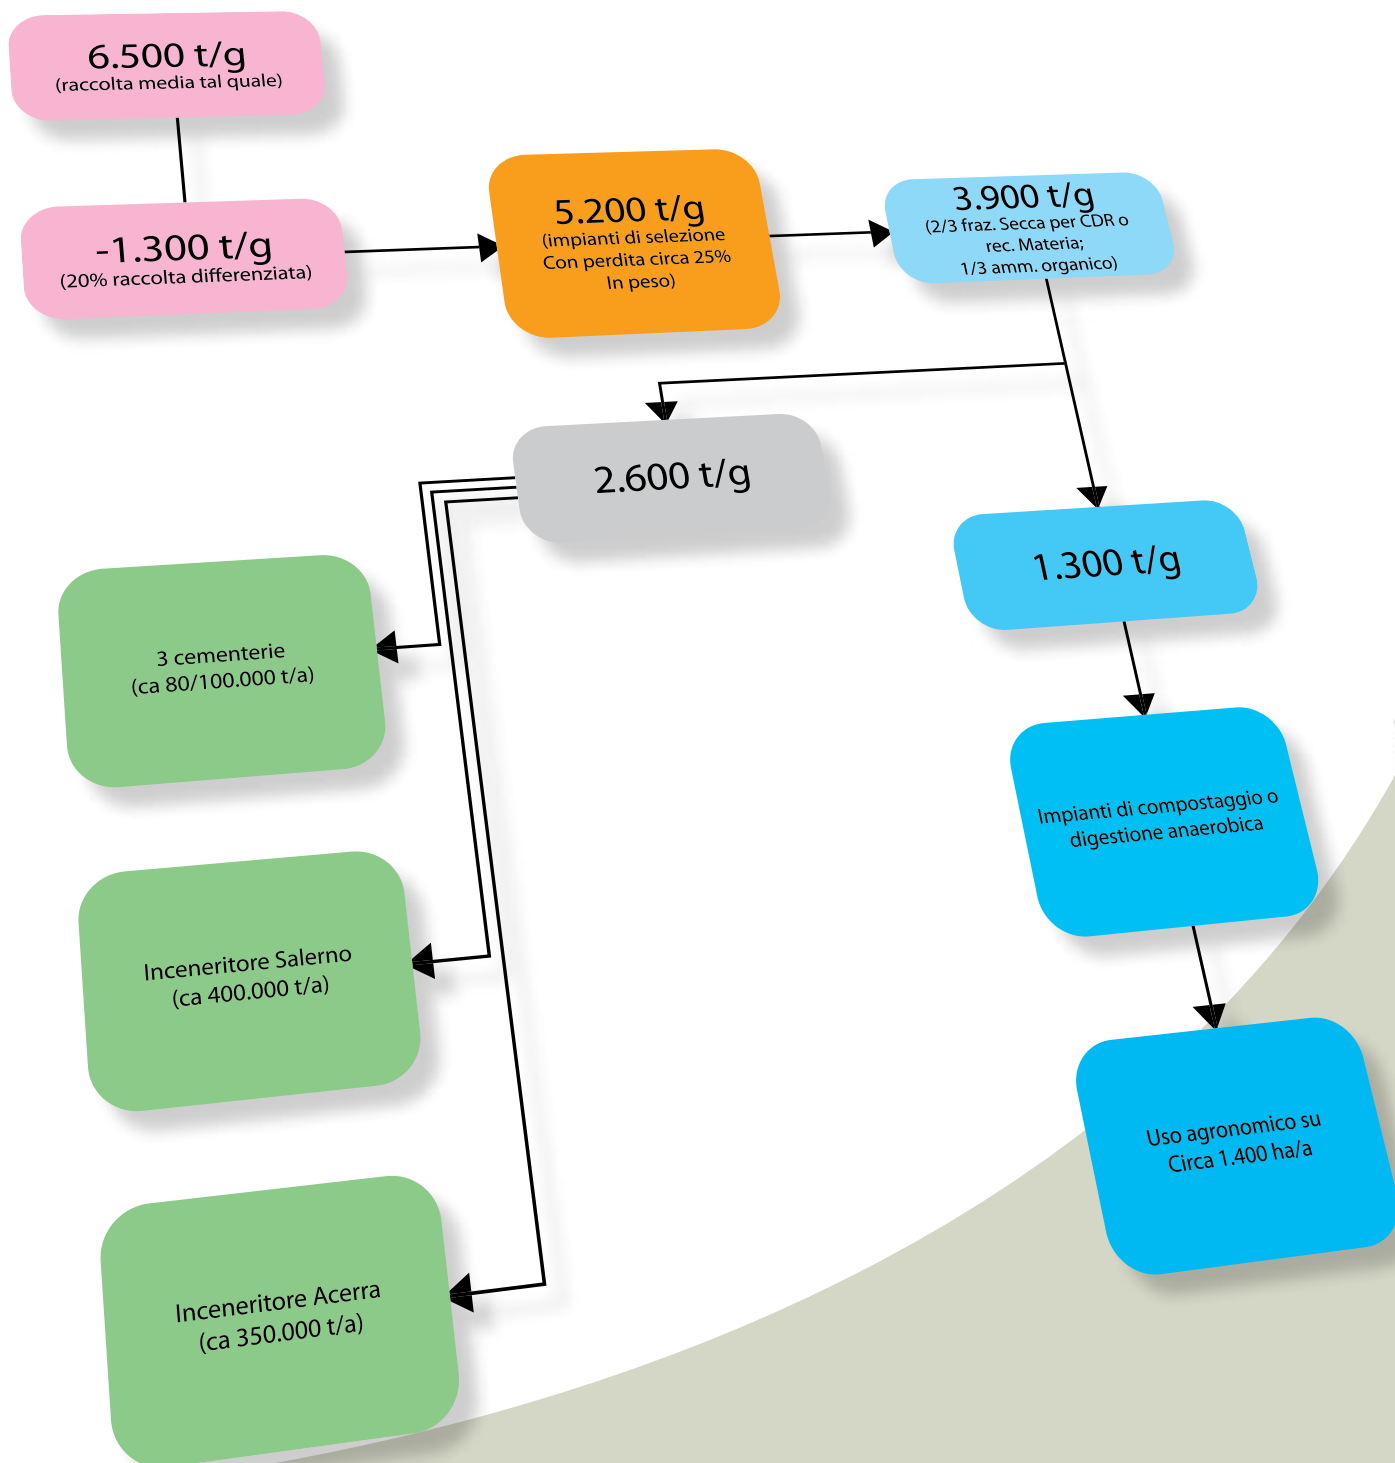 6.500 t/g
(raccolta media tal quale)
-1.300 t/g
(20% raccolta differenziata)
5.200 t/g
(impianti di selezione
Con perdita circa 25%
In peso)
3.900 t/g
(2/3 fraz. Secca per CDR o
rec. Materia;
1/3 amm. organico)
2.600 t/g
1.300 t/g
3 cementerie
(ca 80/100.000 t/a)
Impianti di compostaggio o
digestione anaerobica
Inceneritore Salerno
(ca 400.000 t/a)
Uso agronomico su
Circa 1.400 ha/a
Inceneritore Acerra
(ca 350.000 t/a)